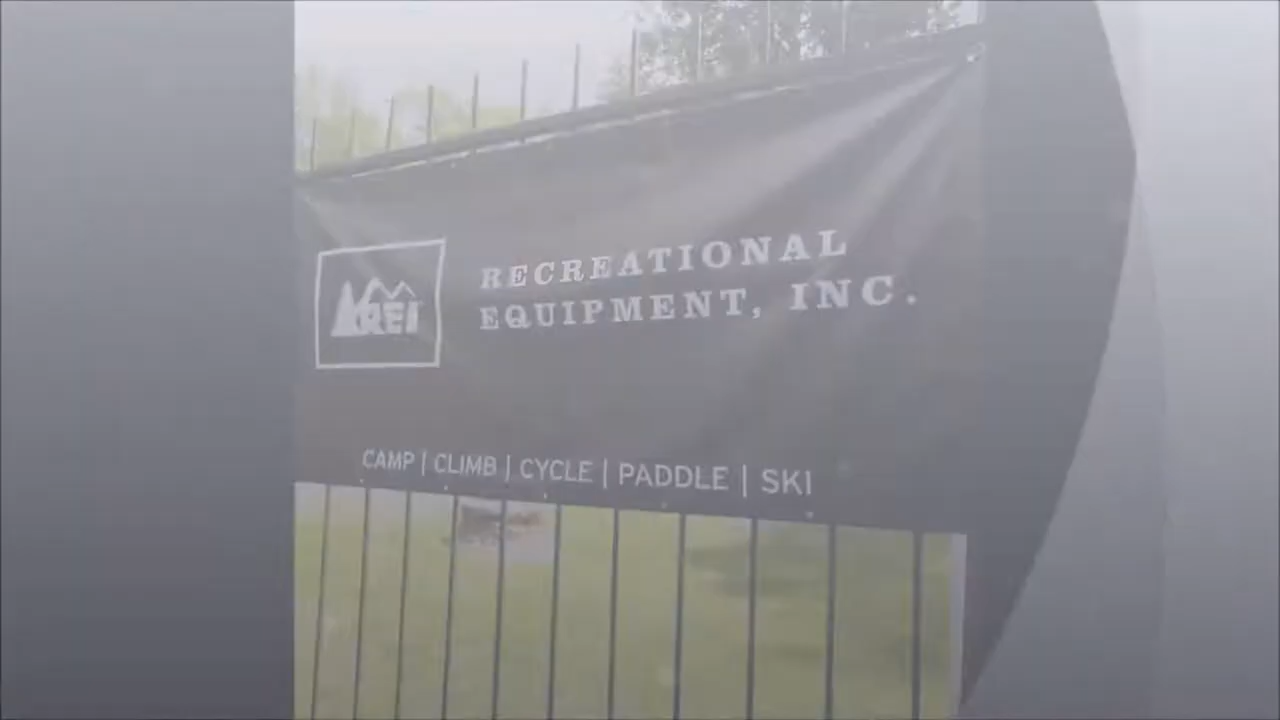 REI
RECREATIONAL
EQUIPMENT, INC.
CAMP | CLIMB | CYCLE | PADDLE | SKI